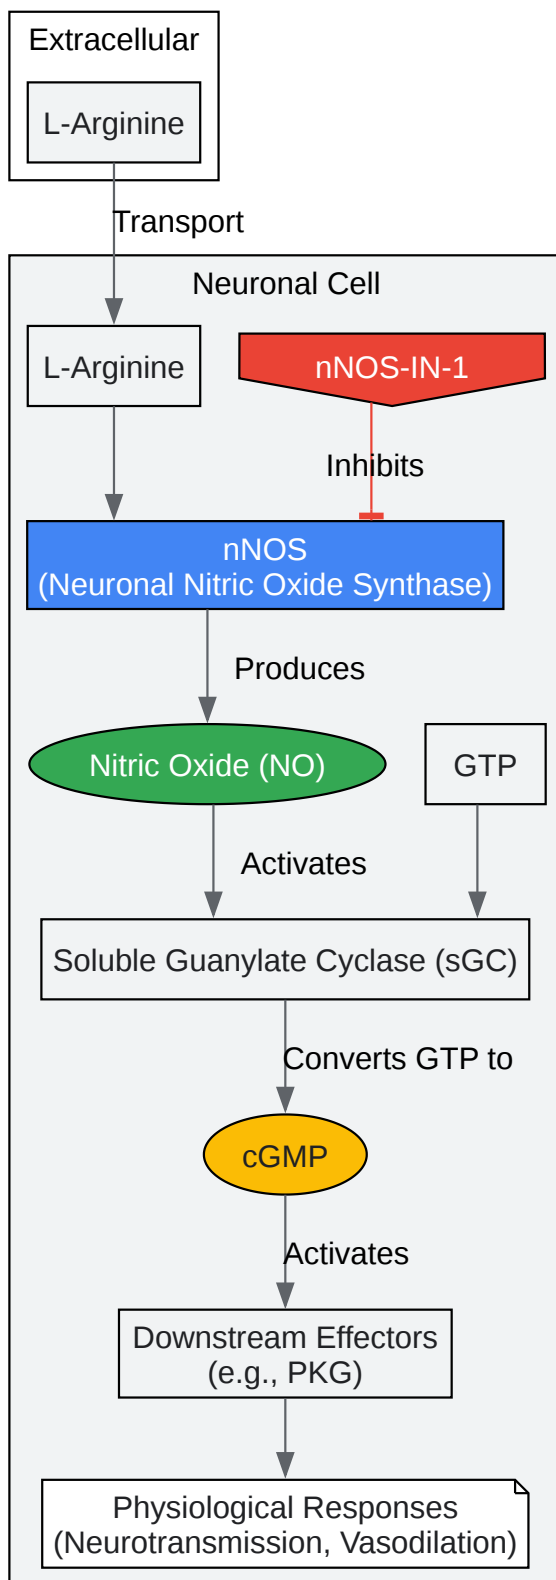 Extracellular
L-Arginine
Transport
Neuronal Cell
L-Arginine
nNOS-IN-1
Inhibits
nNOS
(Neuronal Nitric Oxide Synthase)
Produces
Nitric Oxide (NO)
GTP
Activates
Soluble Guanylate Cyclase (sGC)
Converts GTP to
cGMP
Activates
Downstream Effectors
(e.g., PKG)
Physiological Responses
(Neurotransmission, Vasodilation)